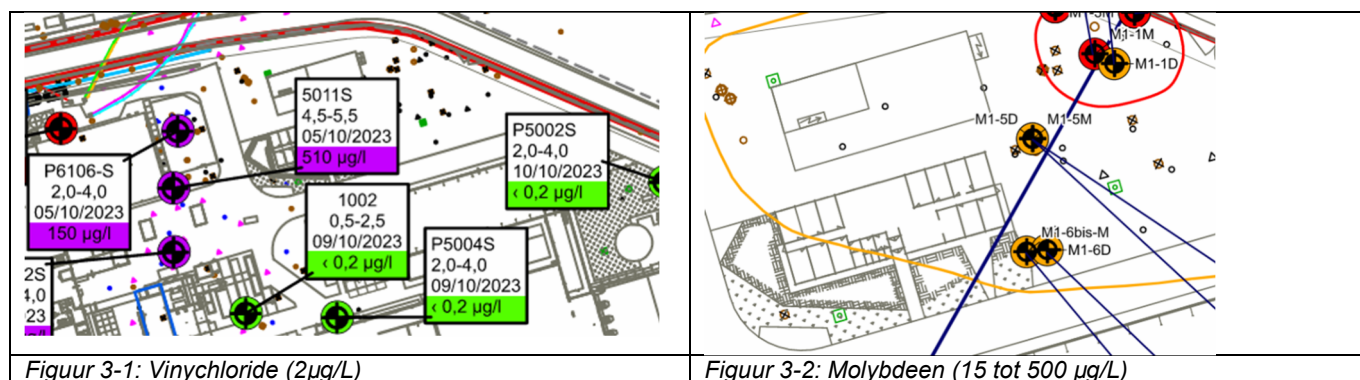 5011S
4,5-5,5
05/10/2023
510 µg/l
P6106-S
2,0-4,0
05/10/2023
150 µg/l
1002
0,5-2,5
09/10/2023
< 0,2 µg/l
P5002S
2,0-4,0
10/10/2023
< 0,2 µg/l
P5004S
2,0-4,0
09/10/2023
< 0,2 µg/l
2S
4,0
23
M1-1M
M1-1D
M1-5D
M1-5M
M1-6bis-M
M1-6D
Figuur 3-1: Vinychloride (2µg/L)
Figuur 3-2: Molybdeen (15 tot 500 µg/L)